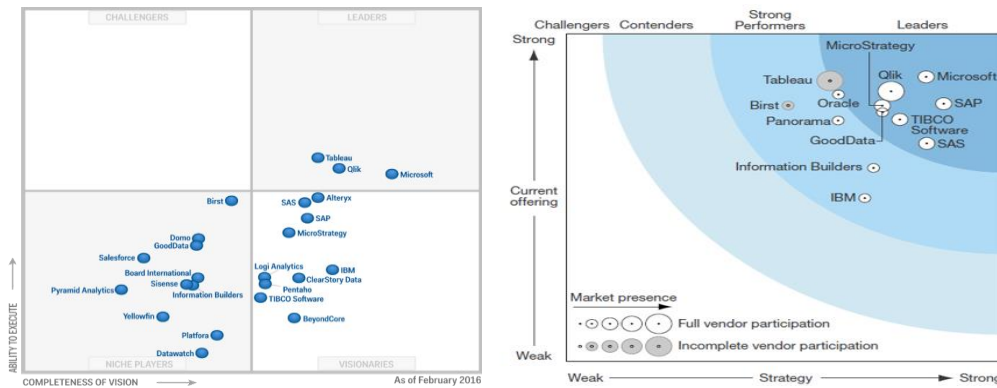 CHALLENGERS
LEADERS
Tableau
Qlik
Microsoft
Birst
Alteryx
SAS
SAP
MicroStrategy
Domo
GoodData
Salesforce
Logi Analytics
IBM
Board International
ClearStory Data
Sisense
Pentaho
Information Builders
Pyramid Analytics
TIBCO Software
Yellowfin
BeyondCore
Platfora
Datawatch
NICHE PLAYERS
VISIONARIES
ABILITY TO EXECUTE
COMPLETENESS OF VISION
As of February 2016
Challengers
Contenders
Strong
Performers
Leaders
Strong
MicroStrategy
Tableau
Qlik
Microsoft
Birst
Oracle
SAP
Panorama
TIBCO
Software
GoodData
SAS
Information Builders
Current
offering
IBM
Market presence
Full vendor participation
Incomplete vendor participation
Weak
Weak
Strategy
Strong